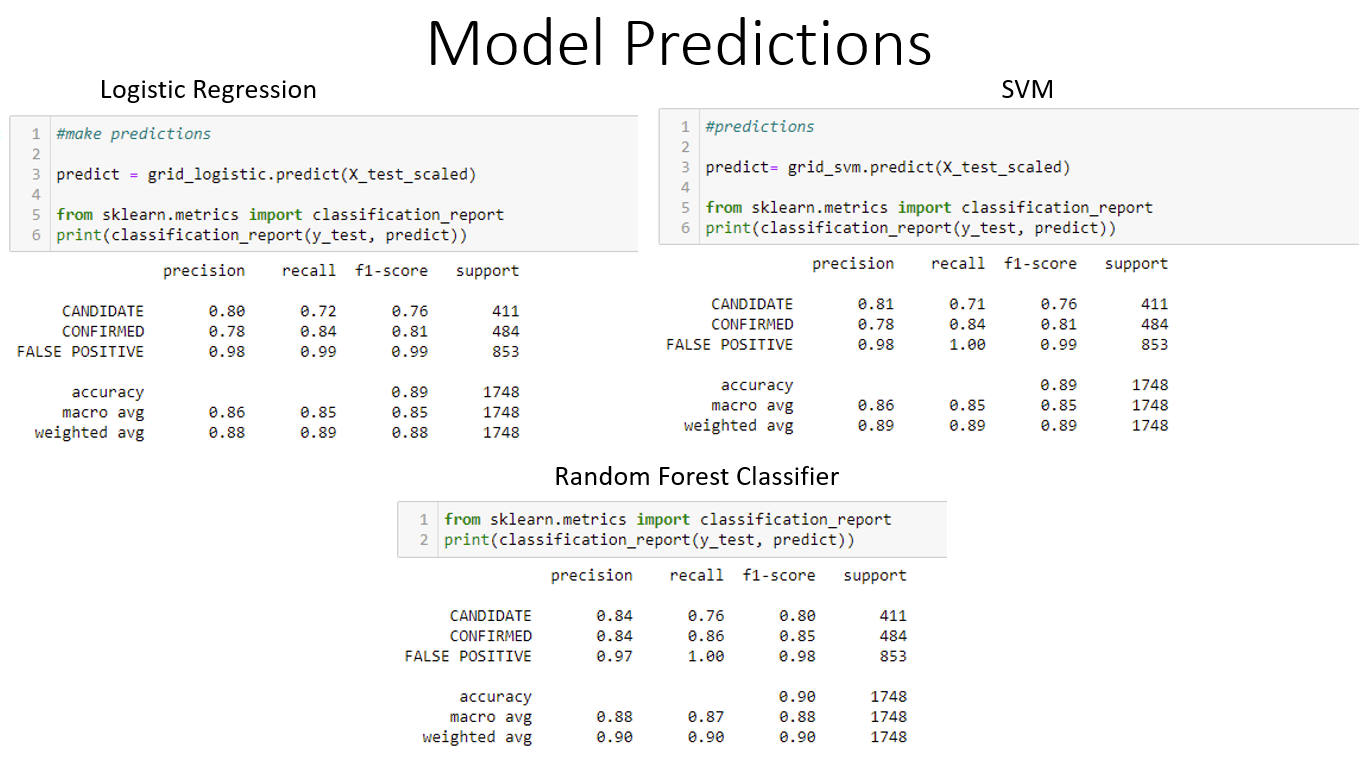 Model Predictions
Logistic Regression
1 #make predictions
2
3 predict = grid_logistic.predict(X_test_scaled)
4
5 from sklearn.metrics import classification_report
6 print(classification_report(y_test, predict))
precision recall f1-score support
CANDIDATE 0.80 0.72 0.76 411
CONFIRMED 0.78 0.84 0.81 484
FALSE POSITIVE 0.98 0.99 0.99 853
accuracy 0.89 1748
macro avg 0.86 0.85 0.85 1748
weighted avg 0.88 0.89 0.88 1748
SVM
1 #predictions
2
3 predict= grid_svm.predict(X_test_scaled)
4
5 from sklearn.metrics import classification_report
6 print(classification_report(y_test, predict))
precision recall f1-score support
CANDIDATE 0.81 0.71 0.76 411
CONFIRMED 0.78 0.84 0.81 484
FALSE POSITIVE 0.98 1.00 0.99 853
accuracy 0.89 1748
macro avg 0.86 0.85 0.85 1748
weighted avg 0.89 0.89 0.89 1748
Random Forest Classifier
1 from sklearn.metrics import classification_report
2 print(classification_report(y_test, predict))
precision recall f1-score support
CANDIDATE 0.84 0.76 0.80 411
CONFIRMED 0.84 0.86 0.85 484
FALSE POSITIVE 0.97 1.00 0.98 853
accuracy 0.90 1748
macro avg 0.88 0.87 0.88 1748
weighted avg 0.90 0.90 0.90 1748